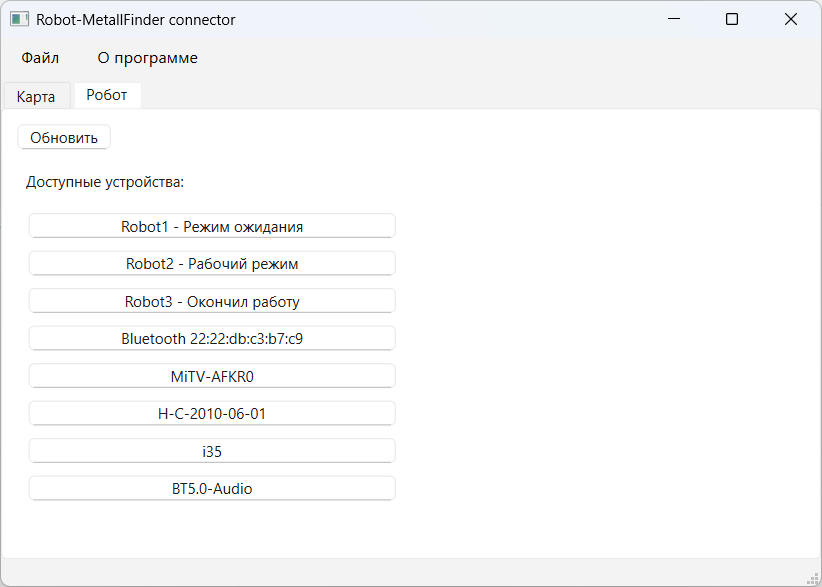 Robot-MetallFinder connector
Файл О программе
Карта Робот
Обновить
Доступные устройства:
Robot1 - Режим ожидания
Robot2 - Рабочий режим
Robot3 - Окончил работу
Bluetooth 22:22:db:c3:b7:c9
MiTV-AFKR0
H-C-2010-06-01
i35
BT5.0-Audio